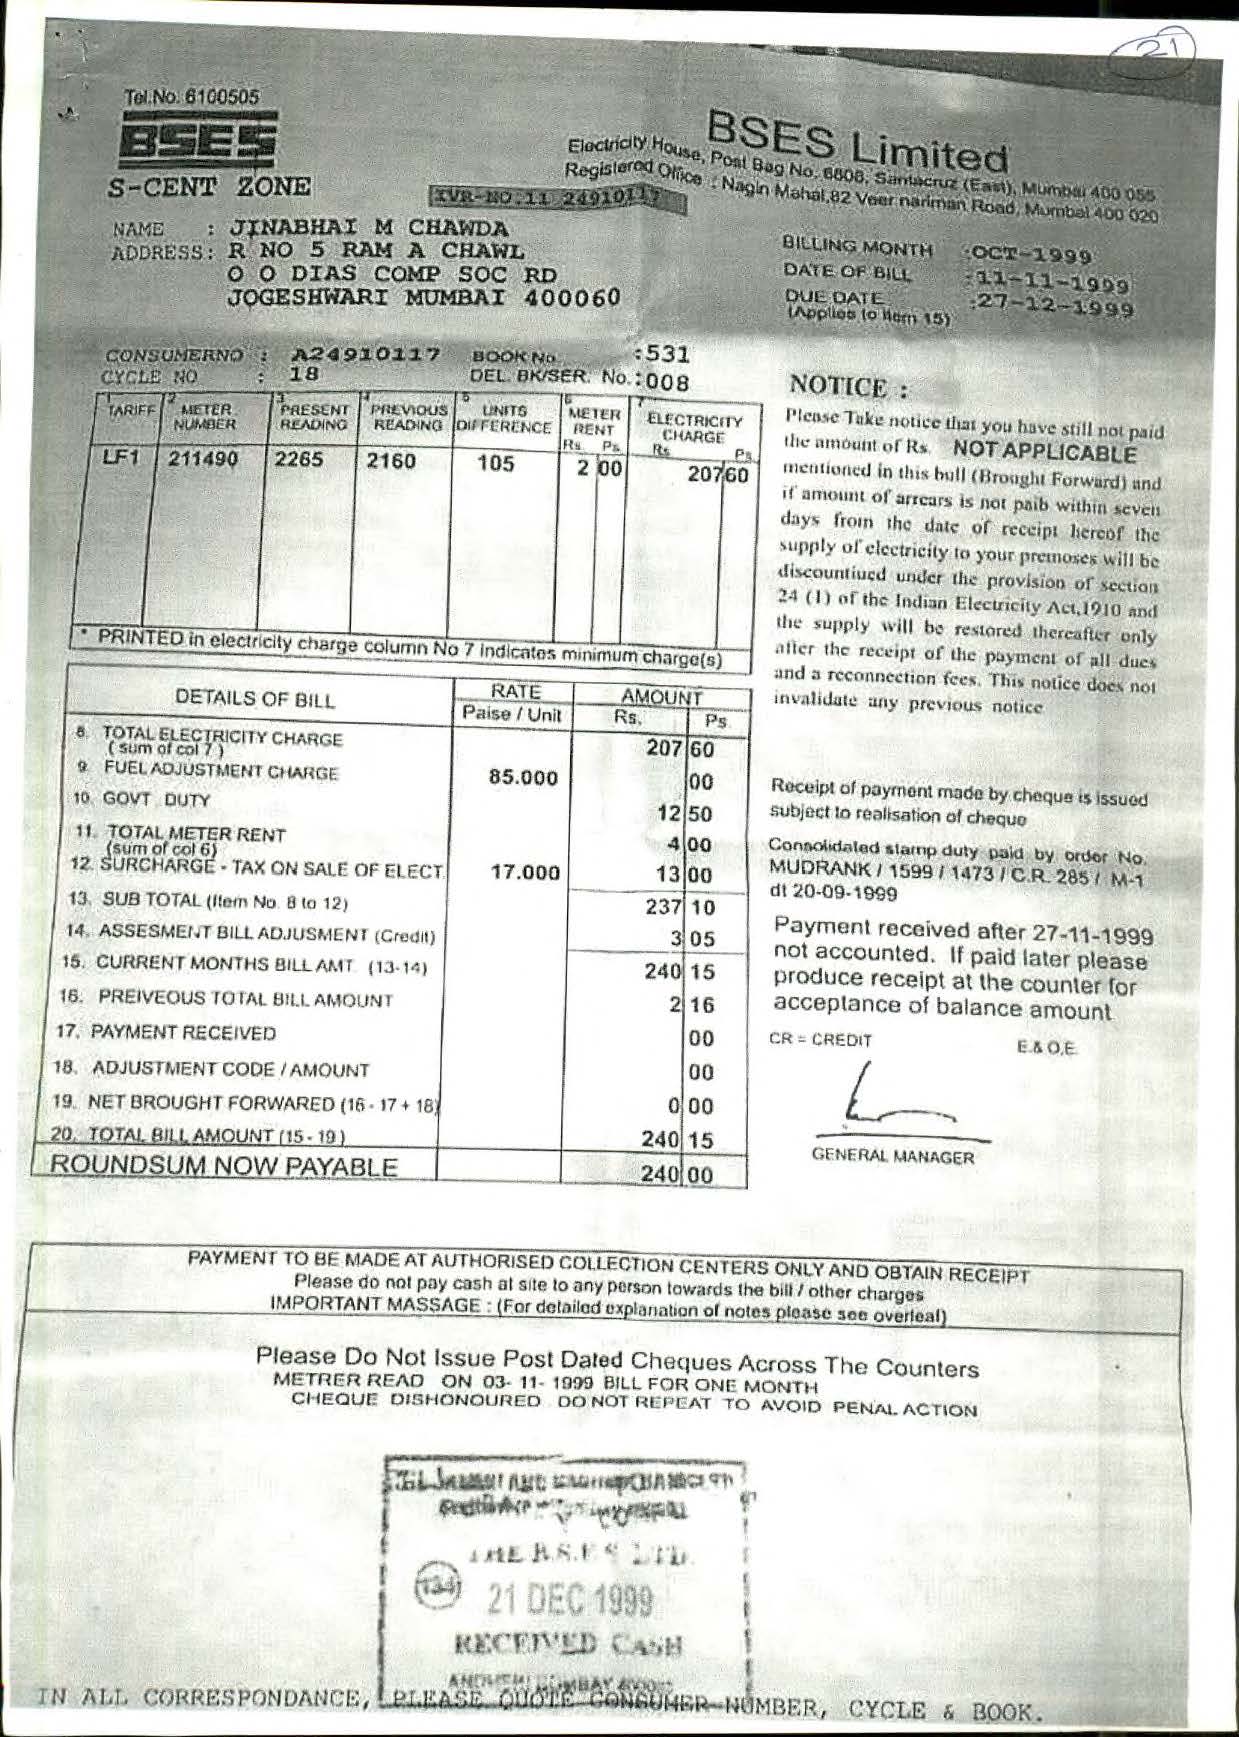 21
Tel.No. 6100505
BSES
S-CENT ZONE
BSES Limited
Electricity House, Post Bag No. 6608, Santacruz (East), Mumbai 400 055
Registered Office : Nagin Mahal,82 Veer nariman Road, Mumbai 400 020
IVR-NO:11 24910117
NAME : JINABHAI M CHAWDA
ADDRESS: R NO 5 RAM A CHAWL
O O DIAS COMP SOC RD
JOGESHWARI MUMBAI 400060
BILLING MONTH :OCT-1999
DATE OF BILL :11-11-1999
DUE DATE :27-12-1999
(Applies to Item 15)
CONSUMERNO : A24910117 BOOK No. :531
CYCLE NO : 18 DEL. BK/SER. No.:008
1 2 3 4 5 6 7
TARIFF METER NUMBER PRESENT READING PREVIOUS READING UNITS DIFFERENCE METER RENT Rs. Ps. ELECTRICITY CHARGE Rs. Ps.
LF1 211490 2265 2160 105 2 00 207 60
* PRINTED in electricity charge column No 7 indicates minimum charge(s)
NOTICE :
Please Take notice that you have still not paid
the amount of Rs. NOT APPLICABLE
mentioned in this bull (Brought Forward) and
if amount of arrears is not paib within seven
days from the date of receipt hereof the
supply of electricity to your premoses will be
discountiued under the provision of section
24 (1) of the Indian Electricity Act,1910 and
the supply will be restored thereafter only
after the receipt of the payment of all dues
and a reconnection fees. This notice does not
invalidate any previous notice
DETAILS OF BILL RATE AMOUNT
Paise / Unit Rs. Ps.
8. TOTAL ELECTRICITY CHARGE 207 60
(sum of col 7)
9. FUEL ADJUSTMENT CHARGE 85.000 00
10. GOVT. DUTY 12 50
11. TOTAL METER RENT 4 00
(sum of col 6)
12. SURCHARGE - TAX ON SALE OF ELECT. 17.000 13 00
13. SUB TOTAL (Item No. 8 to 12) 237 10
14. ASSESMENT BILL ADJUSMENT (Credit) 3 05
15. CURRENT MONTHS BILL AMT. (13-14) 240 15
16. PREIVEOUS TOTAL BILL AMOUNT 2 16
17. PAYMENT RECEIVED 00
18. ADJUSTMENT CODE / AMOUNT 00
19. NET BROUGHT FORWARED (16 - 17 + 18) 0 00
20. TOTAL BILL AMOUNT (15 - 19) 240 15
ROUNDSUM NOW PAYABLE 240 00
Receipt of payment made by cheque is issued
subject to realisation of cheque
Consolidated stamp duty paid by order No.
MUDRANK / 1599 / 1473 / C.R. 285 / M-1
dt 20-09-1999
Payment received after 27-11-1999
not accounted. If paid later please
produce receipt at the counter for
acceptance of balance amount
CR = CREDIT E.& O.E.
GENERAL MANAGER
PAYMENT TO BE MADE AT AUTHORISED COLLECTION CENTERS ONLY AND OBTAIN RECEIPT
Please do not pay cash at site to any person towards the bill / other charges
IMPORTANT MASSAGE : (For detailed explanation of notes please see overleaf)
Please Do Not Issue Post Dated Cheques Across The Counters
METRER READ ON 03- 11- 1999 BILL FOR ONE MONTH
CHEQUE DISHONOURED DO NOT REPEAT TO AVOID PENAL ACTION
THE B.S.E.S LTD.
134
21 DEC 1999
RECEIVED CASH
IN ALL CORRESPONDANCE, PLEASE QUOTE CONSUMER NUMBER, CYCLE & BOOK.